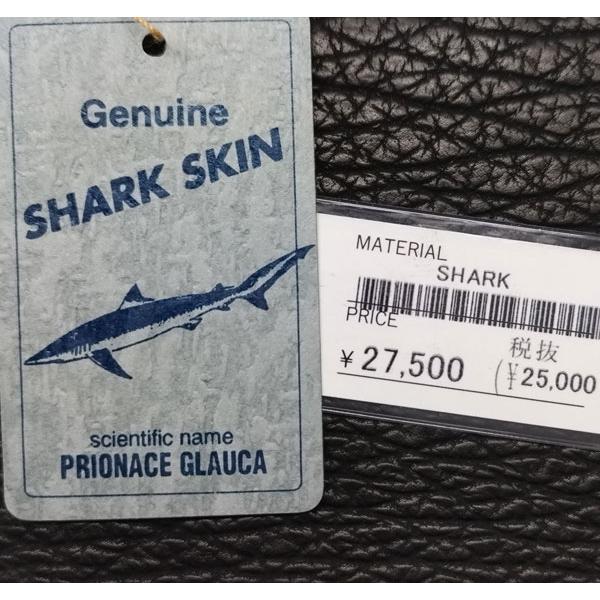 Genuine
SHARK SKIN
scientific name
PRIONACE GLAUCA
MATERIAL
SHARK
PRICE
税抜
¥27,500 (¥25,000